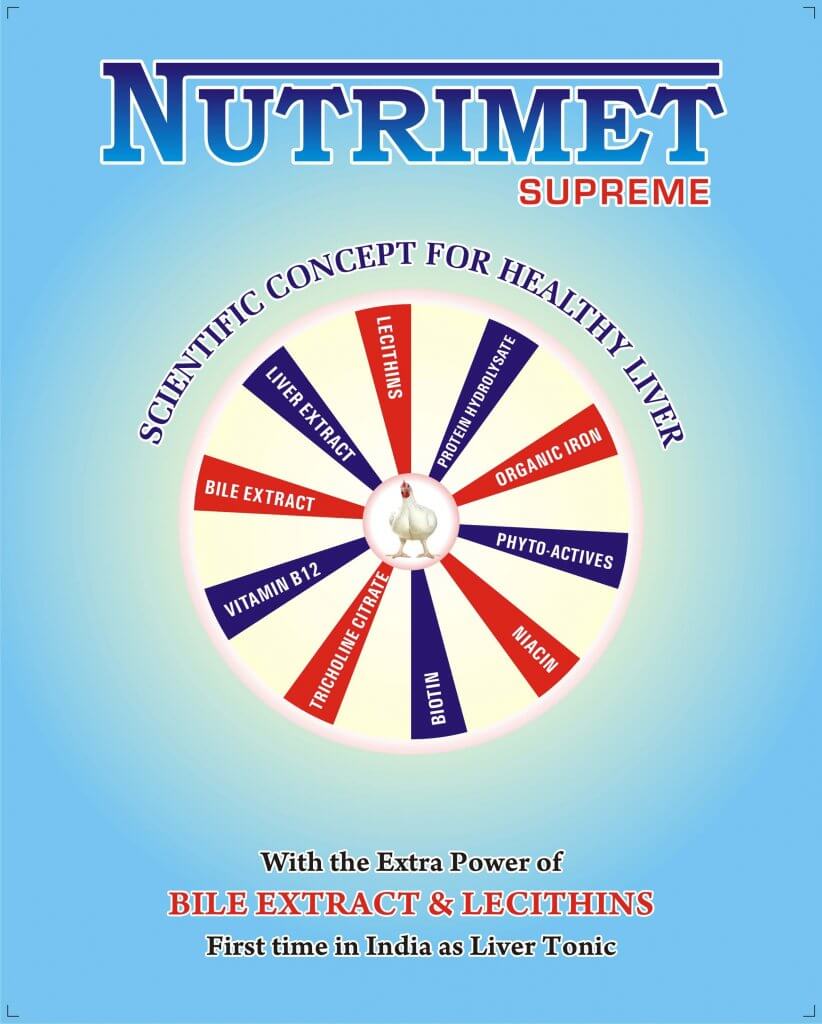 NUTRIMET
SUPREME
SCIENTIFIC CONCEPT FOR HEALTHY LIVER
LECITHINS
PROTEIN HYDROLYSATE
ORGANIC IRON
PHYTO-ACTIVES
NIACIN
BIOTIN
TRICHOLINE CITRATE
VITAMIN B12
BILE EXTRACT
LIVER EXTRACT
With the Extra Power of
BILE EXTRACT & LECITHINS
First time in India as Liver Tonic